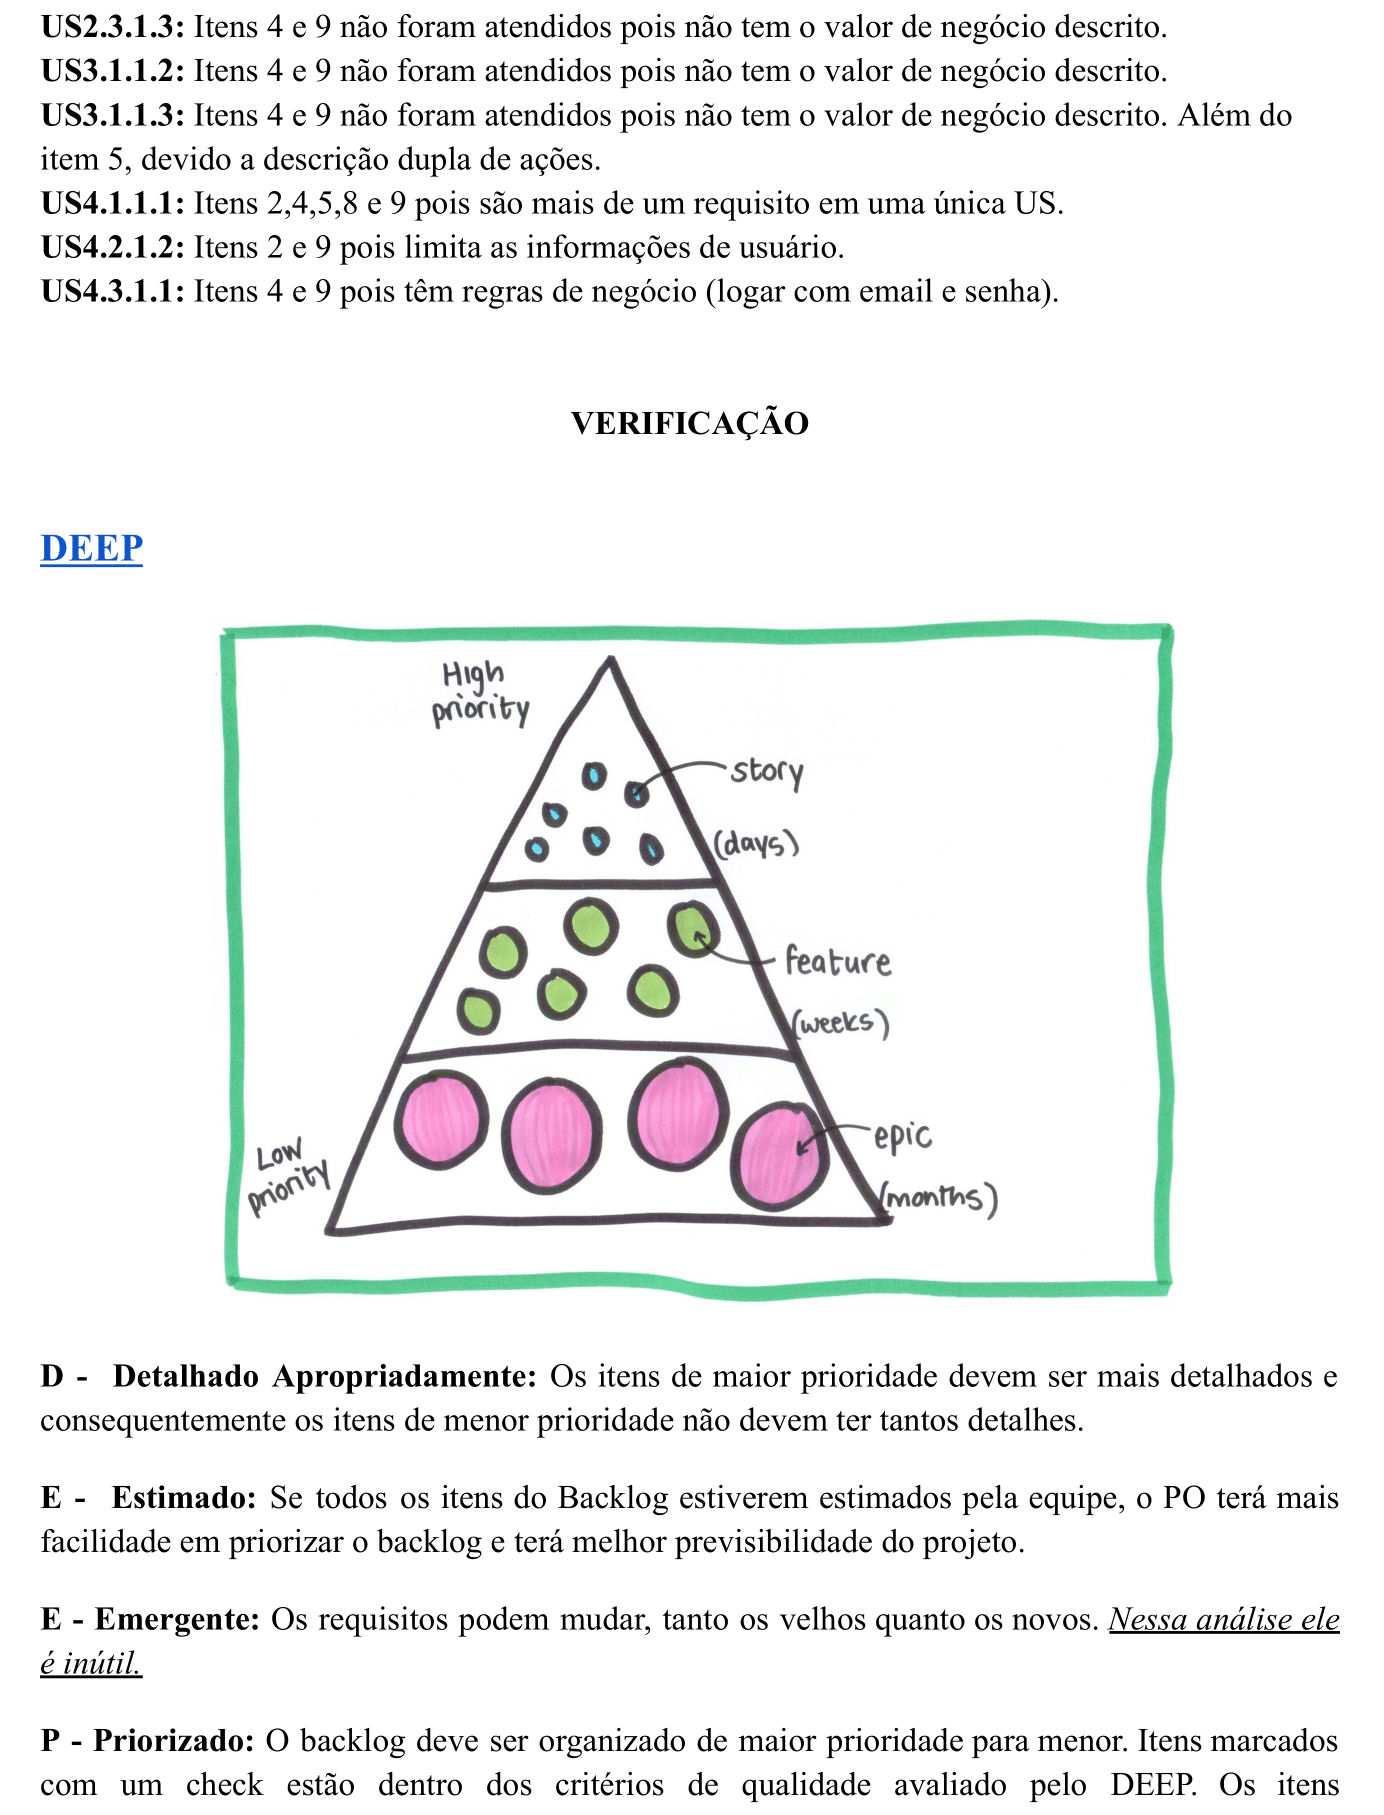 US2.3.1.3: Itens 4 e 9 não foram atendidos pois não tem o valor de negócio descrito.
US3.1.1.2: Itens 4 e 9 não foram atendidos pois não tem o valor de negócio descrito.
US3.1.1.3: Itens 4 e 9 não foram atendidos pois não tem o valor de negócio descrito. Além do
item 5, devido a descrição dupla de ações.
US4.1.1.1: Itens 2,4,5,8 e 9 pois são mais de um requisito em uma única US.
US4.2.1.2: Itens 2 e 9 pois limita as informações de usuário.
US4.3.1.1: Itens 4 e 9 pois têm regras de negócio (logar com email e senha).
VERIFICAÇÃO
DEEP
High
priority
story
(days)
feature
(weeks)
epic
Low
priority
(months)
D - Detalhado Apropriadamente: Os itens de maior prioridade devem ser mais detalhados e
consequentemente os itens de menor prioridade não devem ter tantos detalhes.
E - Estimado: Se todos os itens do Backlog estiverem estimados pela equipe, o PO terá mais
facilidade em priorizar o backlog e terá melhor previsibilidade do projeto.
E - Emergente: Os requisitos podem mudar, tanto os velhos quanto os novos. Nessa análise ele
é inútil.
P - Priorizado: O backlog deve ser organizado de maior prioridade para menor. Itens marcados
com um check estão dentro dos critérios de qualidade avaliado pelo DEEP. Os itens